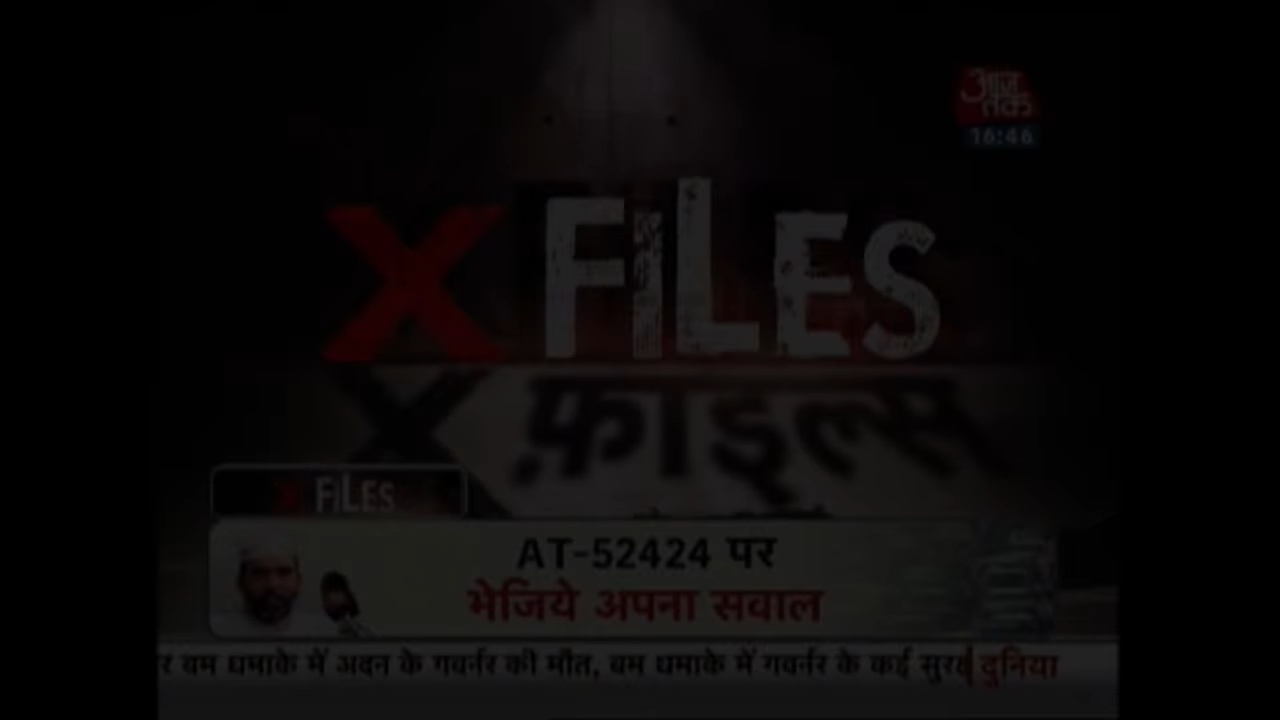 आज
तक
16:46
X FILES
X फ़ाइल्स
X FILES
AT-52424 पर
भेजिये अपना सवाल
र बम धमाके में अदन के गवर्नर की मौत, बम धमाके में गवर्नर के कई सुरक्ष दुनिया